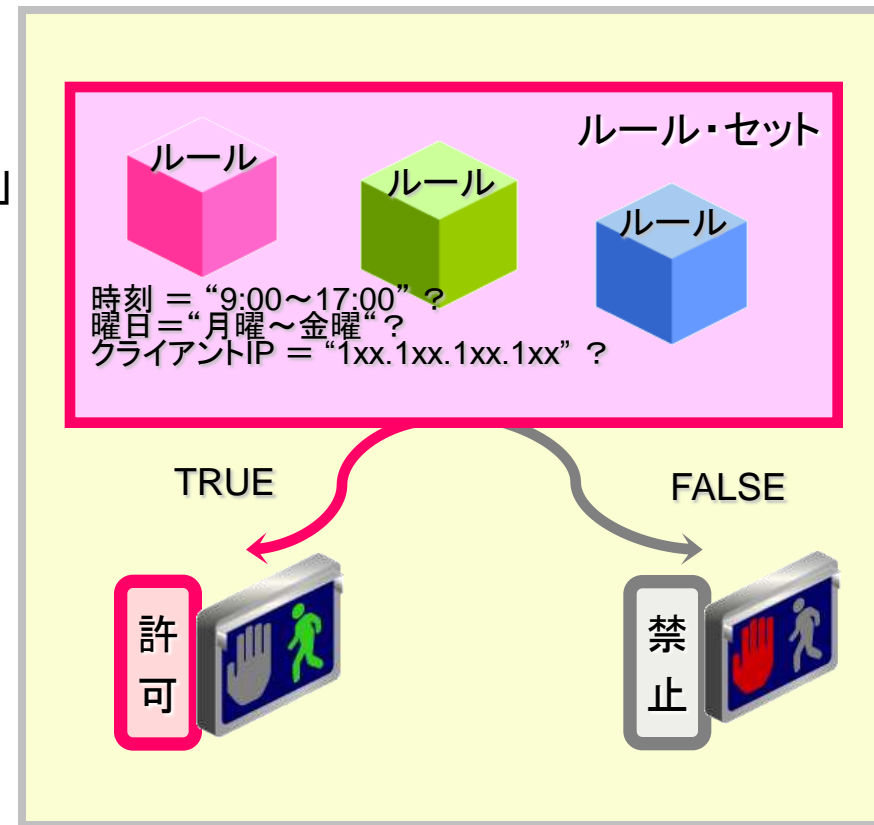 ルール・セット
ルール
ルール
ルール
」
時刻 ＝ “9:00～17:00” ？
曜日＝“月曜～金曜“？
クライアントIP ＝ “1xx.1xx.1xx.1xx” ？
TRUE
FALSE
許可
禁止